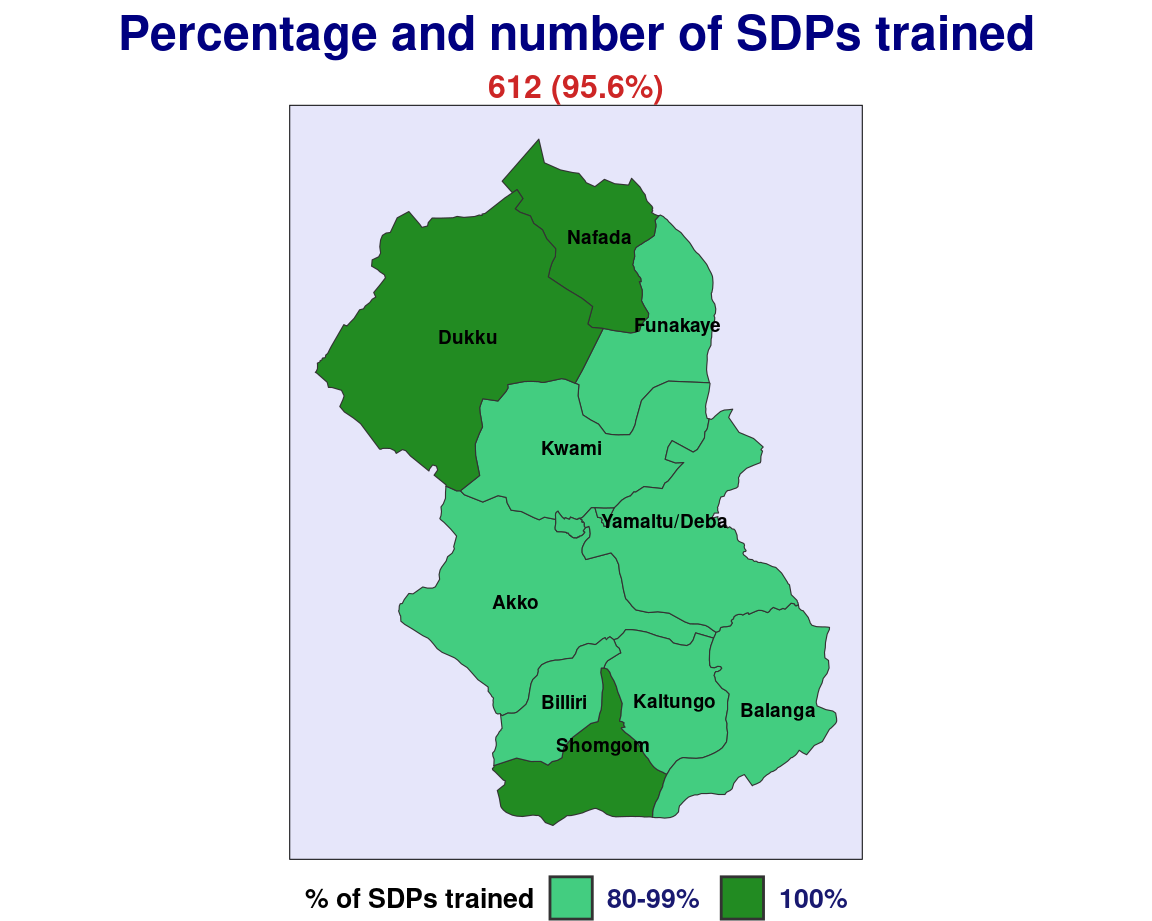 Percentage and number of SDPs trained
612 (95.6%)
Nafada
Funakaye
Dukku
Kwami
Yamaltu/Deba
Akko
Billiri
Kaltungo
Balanga
Shomgom
% of SDPs trained 80-99% 100%